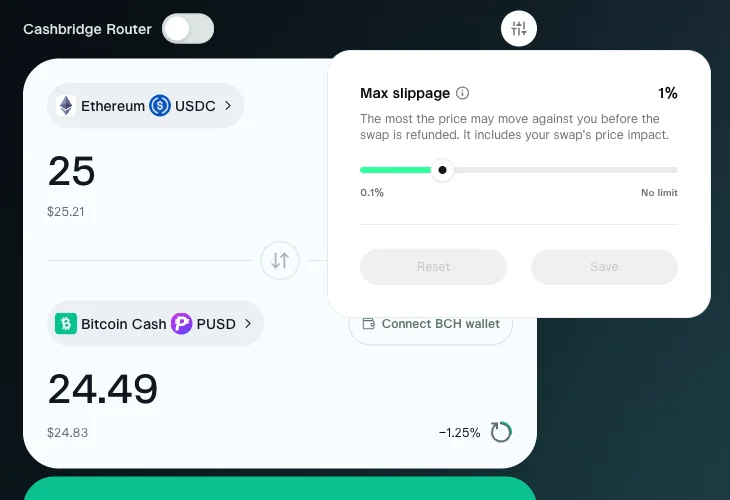 Cashbridge Router
Ethereum USDC
25
$25.21
Max slippage 1%
The most the price may move against you before the
swap is refunded. It includes your swap's price impact.
0.1% No limit
Reset Save
Bitcoin Cash PUSD
Connect BCH wallet
24.49
$24.83 −1.25%